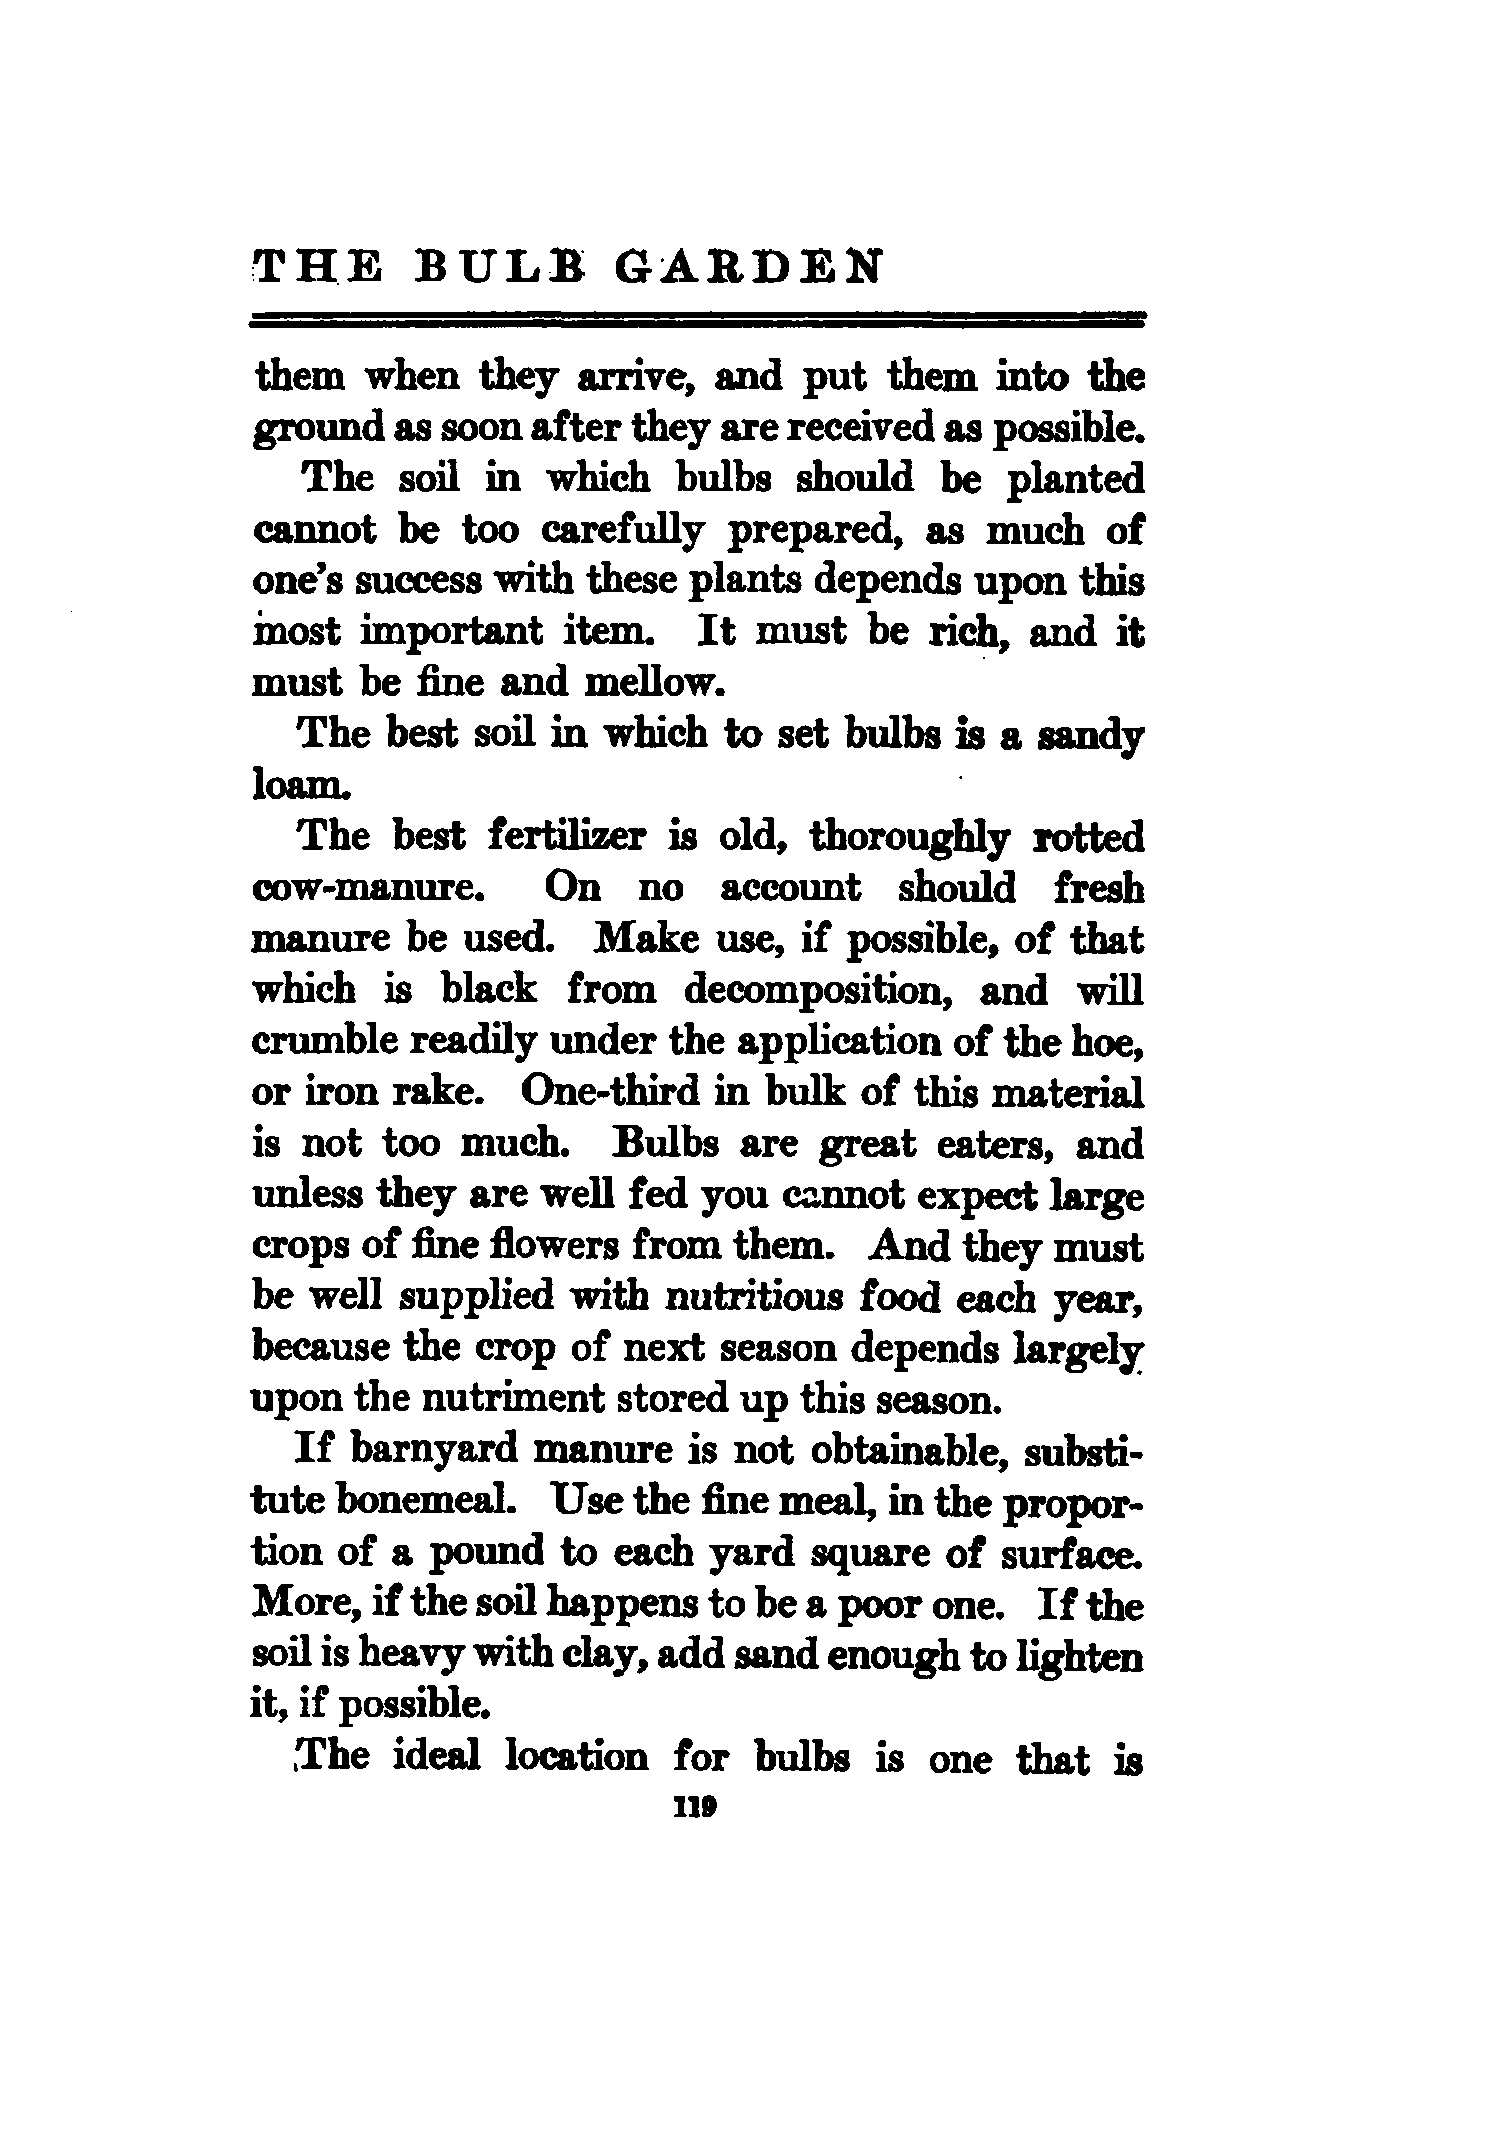 THE BULB GARDEN
them when they arrive, and put them into the
ground as soon after they are received as possible.
The soil in which bulbs should be planted
cannot be too carefully prepared, as much of
one's success with these plants depends upon this
most important item. It must be rich, and it
must be fine and mellow.
The best soil in which to set bulbs is a sandy
loam.
The best fertilizer is old, thoroughly rotted
cow-manure. On no account should fresh
manure be used. Make use, if possible, of that
which is black from decomposition, and will
crumble readily under the application of the hoe,
or iron rake. One-third in bulk of this material
is not too much. Bulbs are great eaters, and
unless they are well fed you cannot expect large
crops of fine flowers from them. And they must
be well supplied with nutritious food each year,
because the crop of next season depends largely
upon the nutriment stored up this season.
If barnyard manure is not obtainable, substi-
tute bonemeal. Use the fine meal, in the propor-
tion of a pound to each yard square of surface.
More, if the soil happens to be a poor one. If the
soil is heavy with clay, add sand enough to lighten
it, if possible.
The ideal location for bulbs is one that is
119